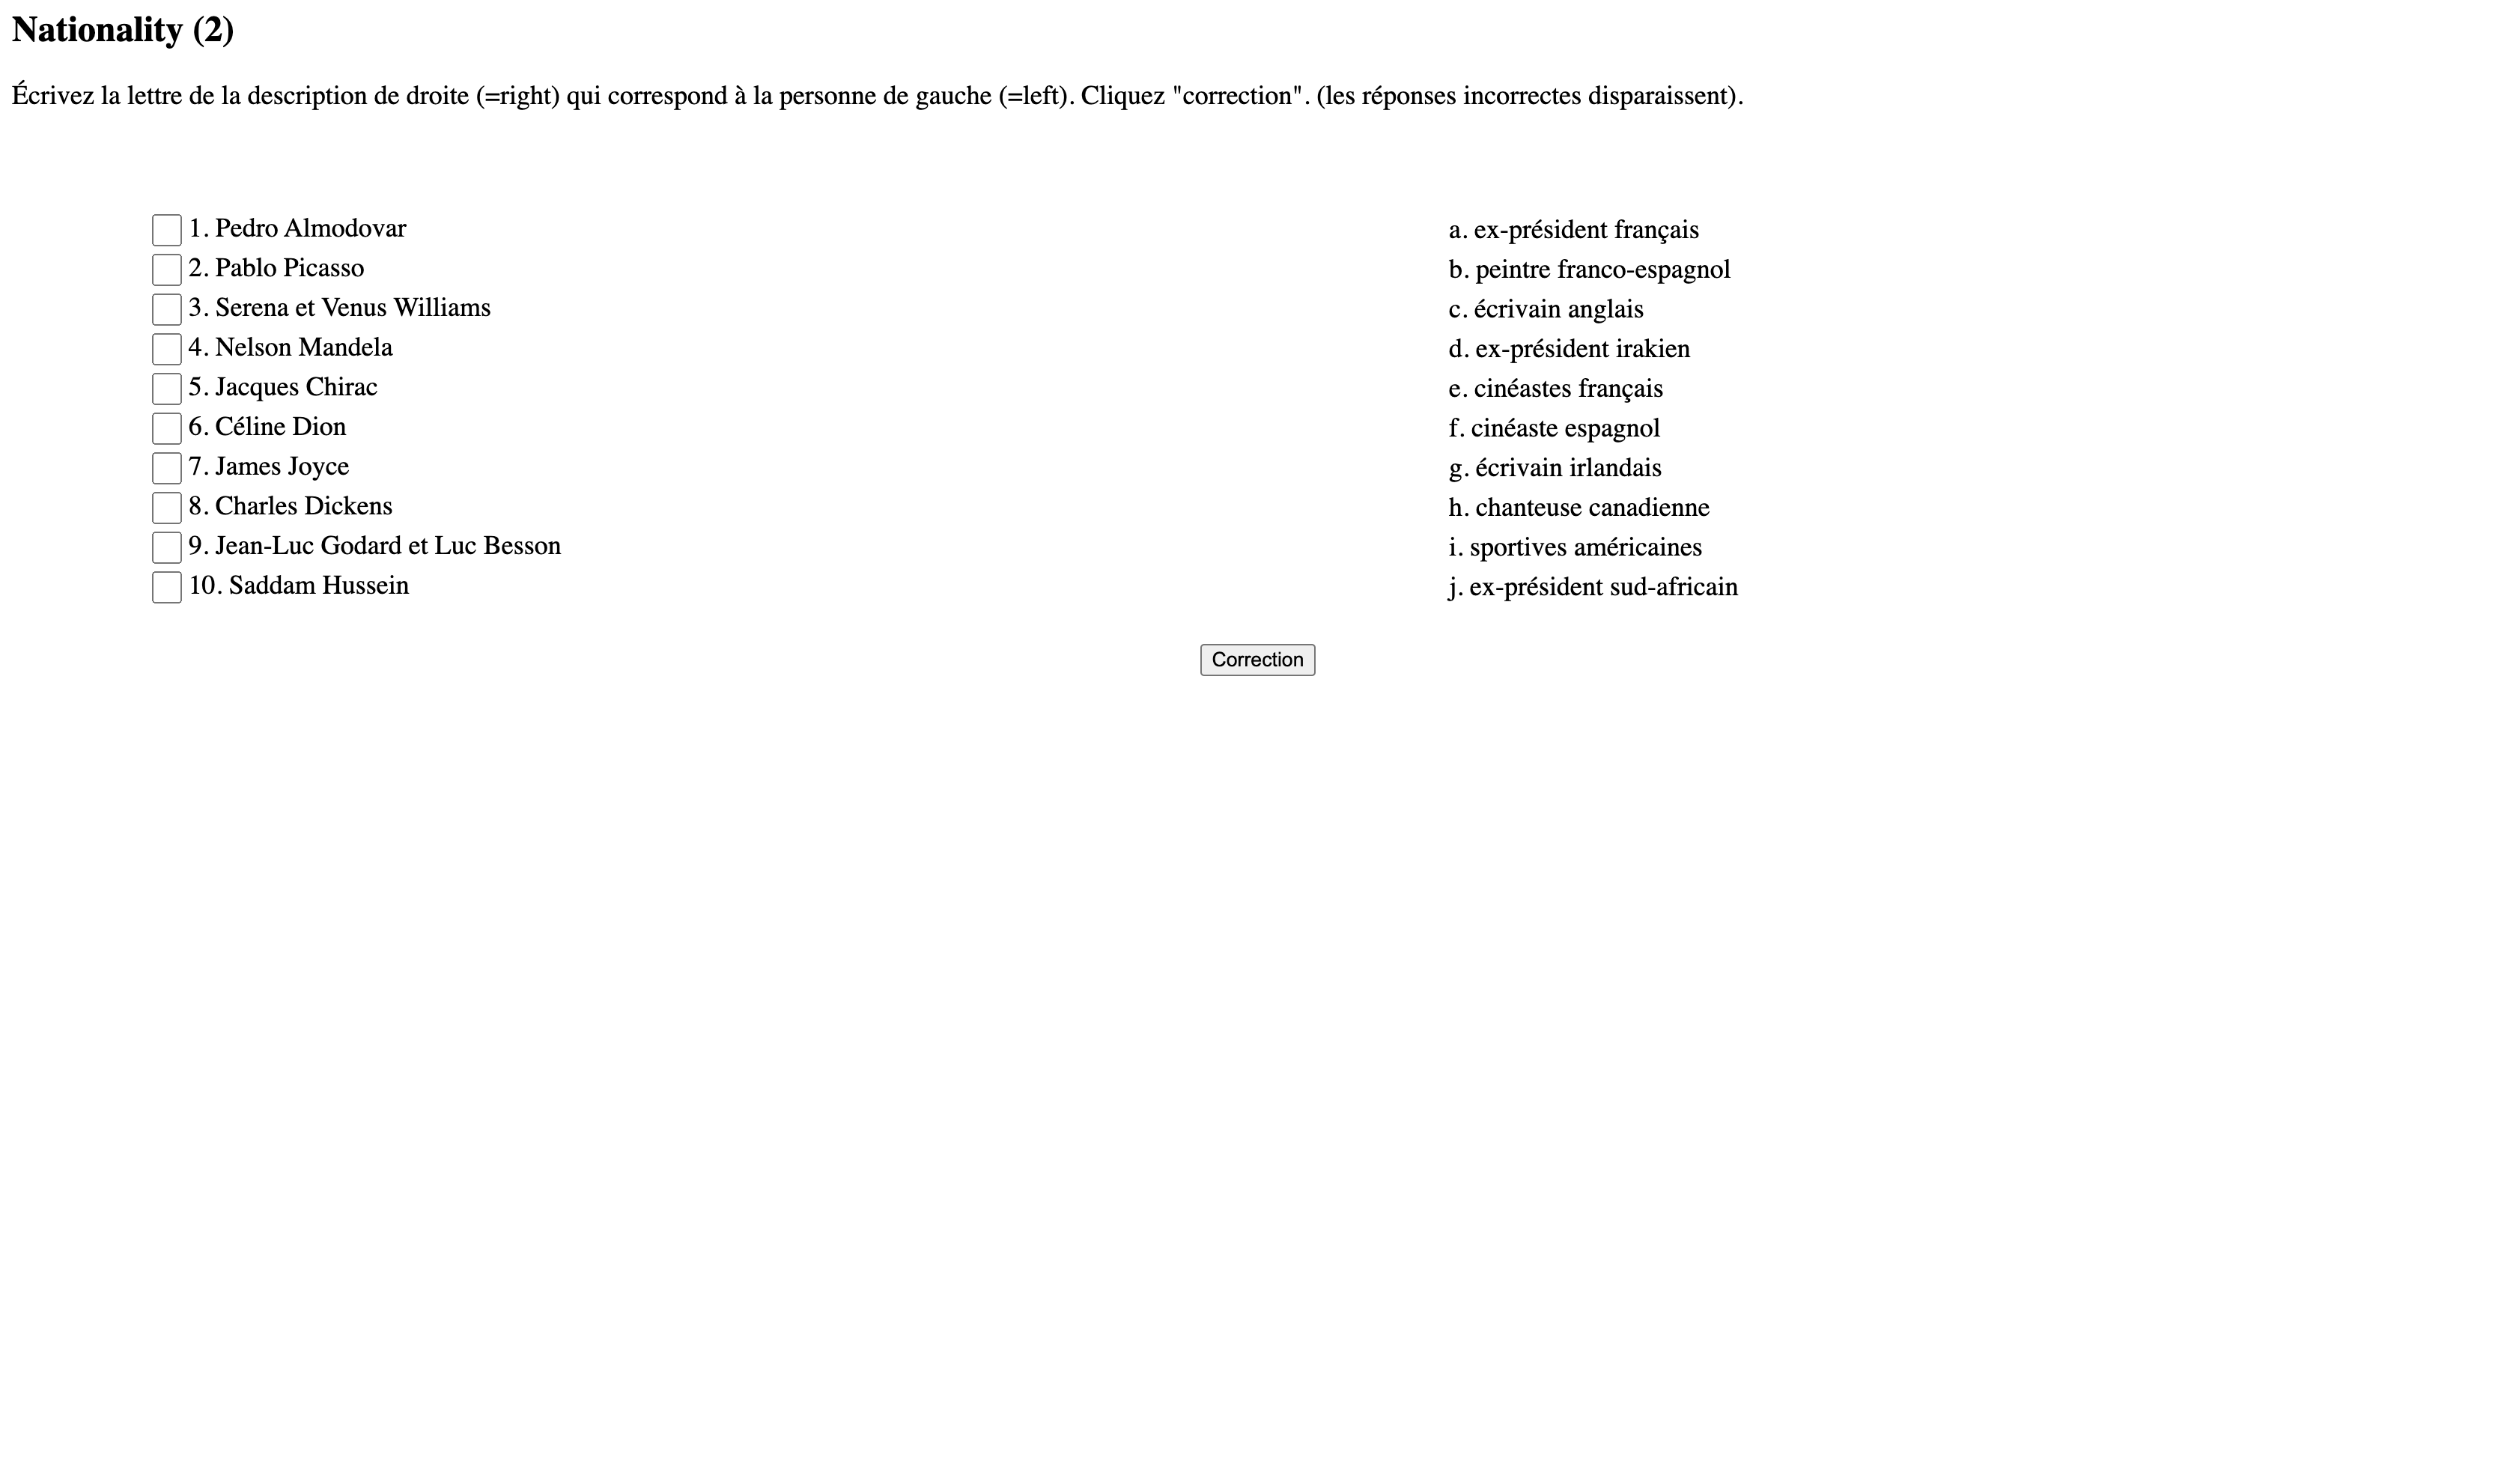 Nationality (2)
Écrivez la lettre de la description de droite (=right) qui correspond à la personne de gauche (=left). Cliquez "correction". (les réponses incorrectes disparaissent).
1. Pedro Almodovar
2. Pablo Picasso
3. Serena et Venus Williams
4. Nelson Mandela
5. Jacques Chirac
6. Céline Dion
7. James Joyce
8. Charles Dickens
9. Jean-Luc Godard et Luc Besson
10. Saddam Hussein
a. ex-président français
b. peintre franco-espagnol
c. écrivain anglais
d. ex-président irakien
e. cinéastes français
f. cinéaste espagnol
g. écrivain irlandais
h. chanteuse canadienne
i. sportives américaines
j. ex-président sud-africain
Correction